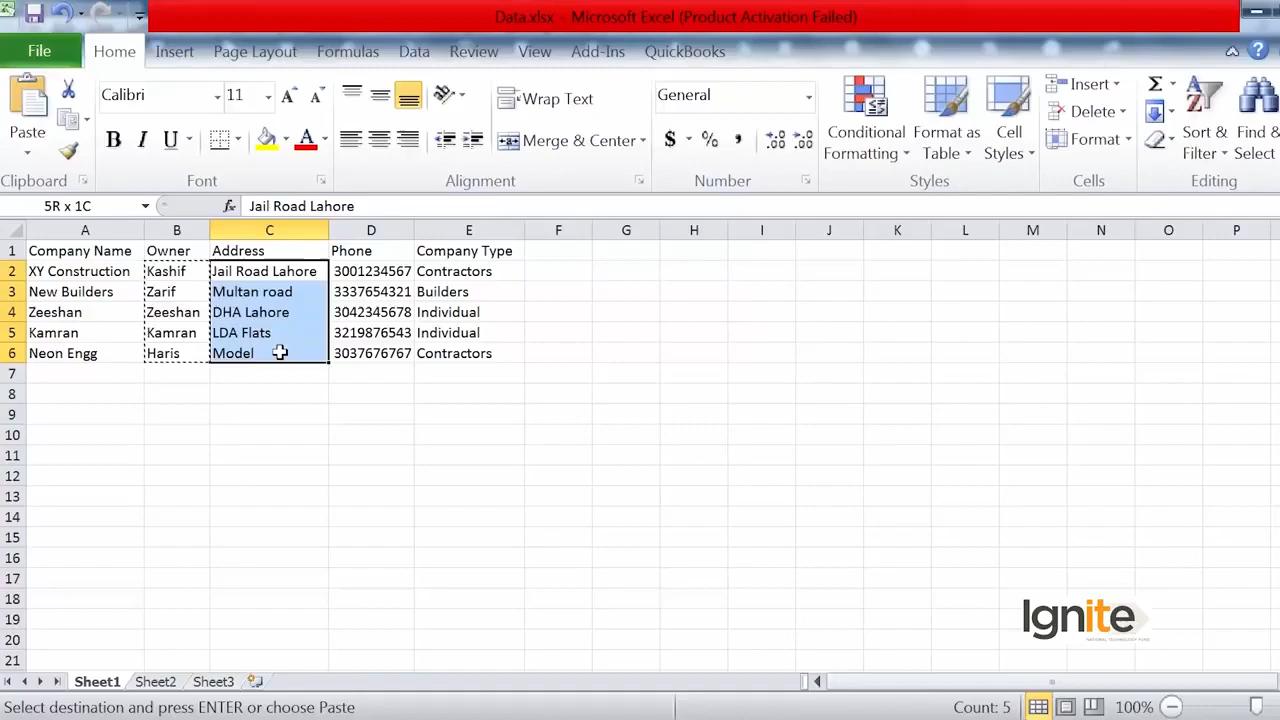 Data.xlsx - Microsoft Excel (Product Activation Failed)
File Home Insert Page Layout Formulas Data Review View Add-Ins QuickBooks
Paste
Clipboard
Calibri 11
B I U A
Font
Wrap Text
Merge & Center
Alignment
General
$ % ,
Number
Conditional Formatting
Format as Table
Cell Styles
Styles
Insert
Delete
Format
Cells
Σ
Sort & Filter
Find & Select
Editing
5R x 1C fx Jail Road Lahore
A B C D E F G H I J K L M N O P
1 Company Name Owner Address Phone Company Type
2 XY Construction Kashif Jail Road Lahore 3001234567 Contractors
3 New Builders Zarif Multan road 3337654321 Builders
4 Zeeshan Zeeshan DHA Lahore 3042345678 Individual
5 Kamran Kamran LDA Flats 3219876543 Individual
6 Neon Engg Haris Model 3037676767 Contractors
7
8
9
10
11
12
13
14
15
16
17
18
19
20
21
Ignite
NATIONAL TECHNOLOGY FUND
Sheet1 Sheet2 Sheet3
Select destination and press ENTER or choose Paste Count: 5 100%